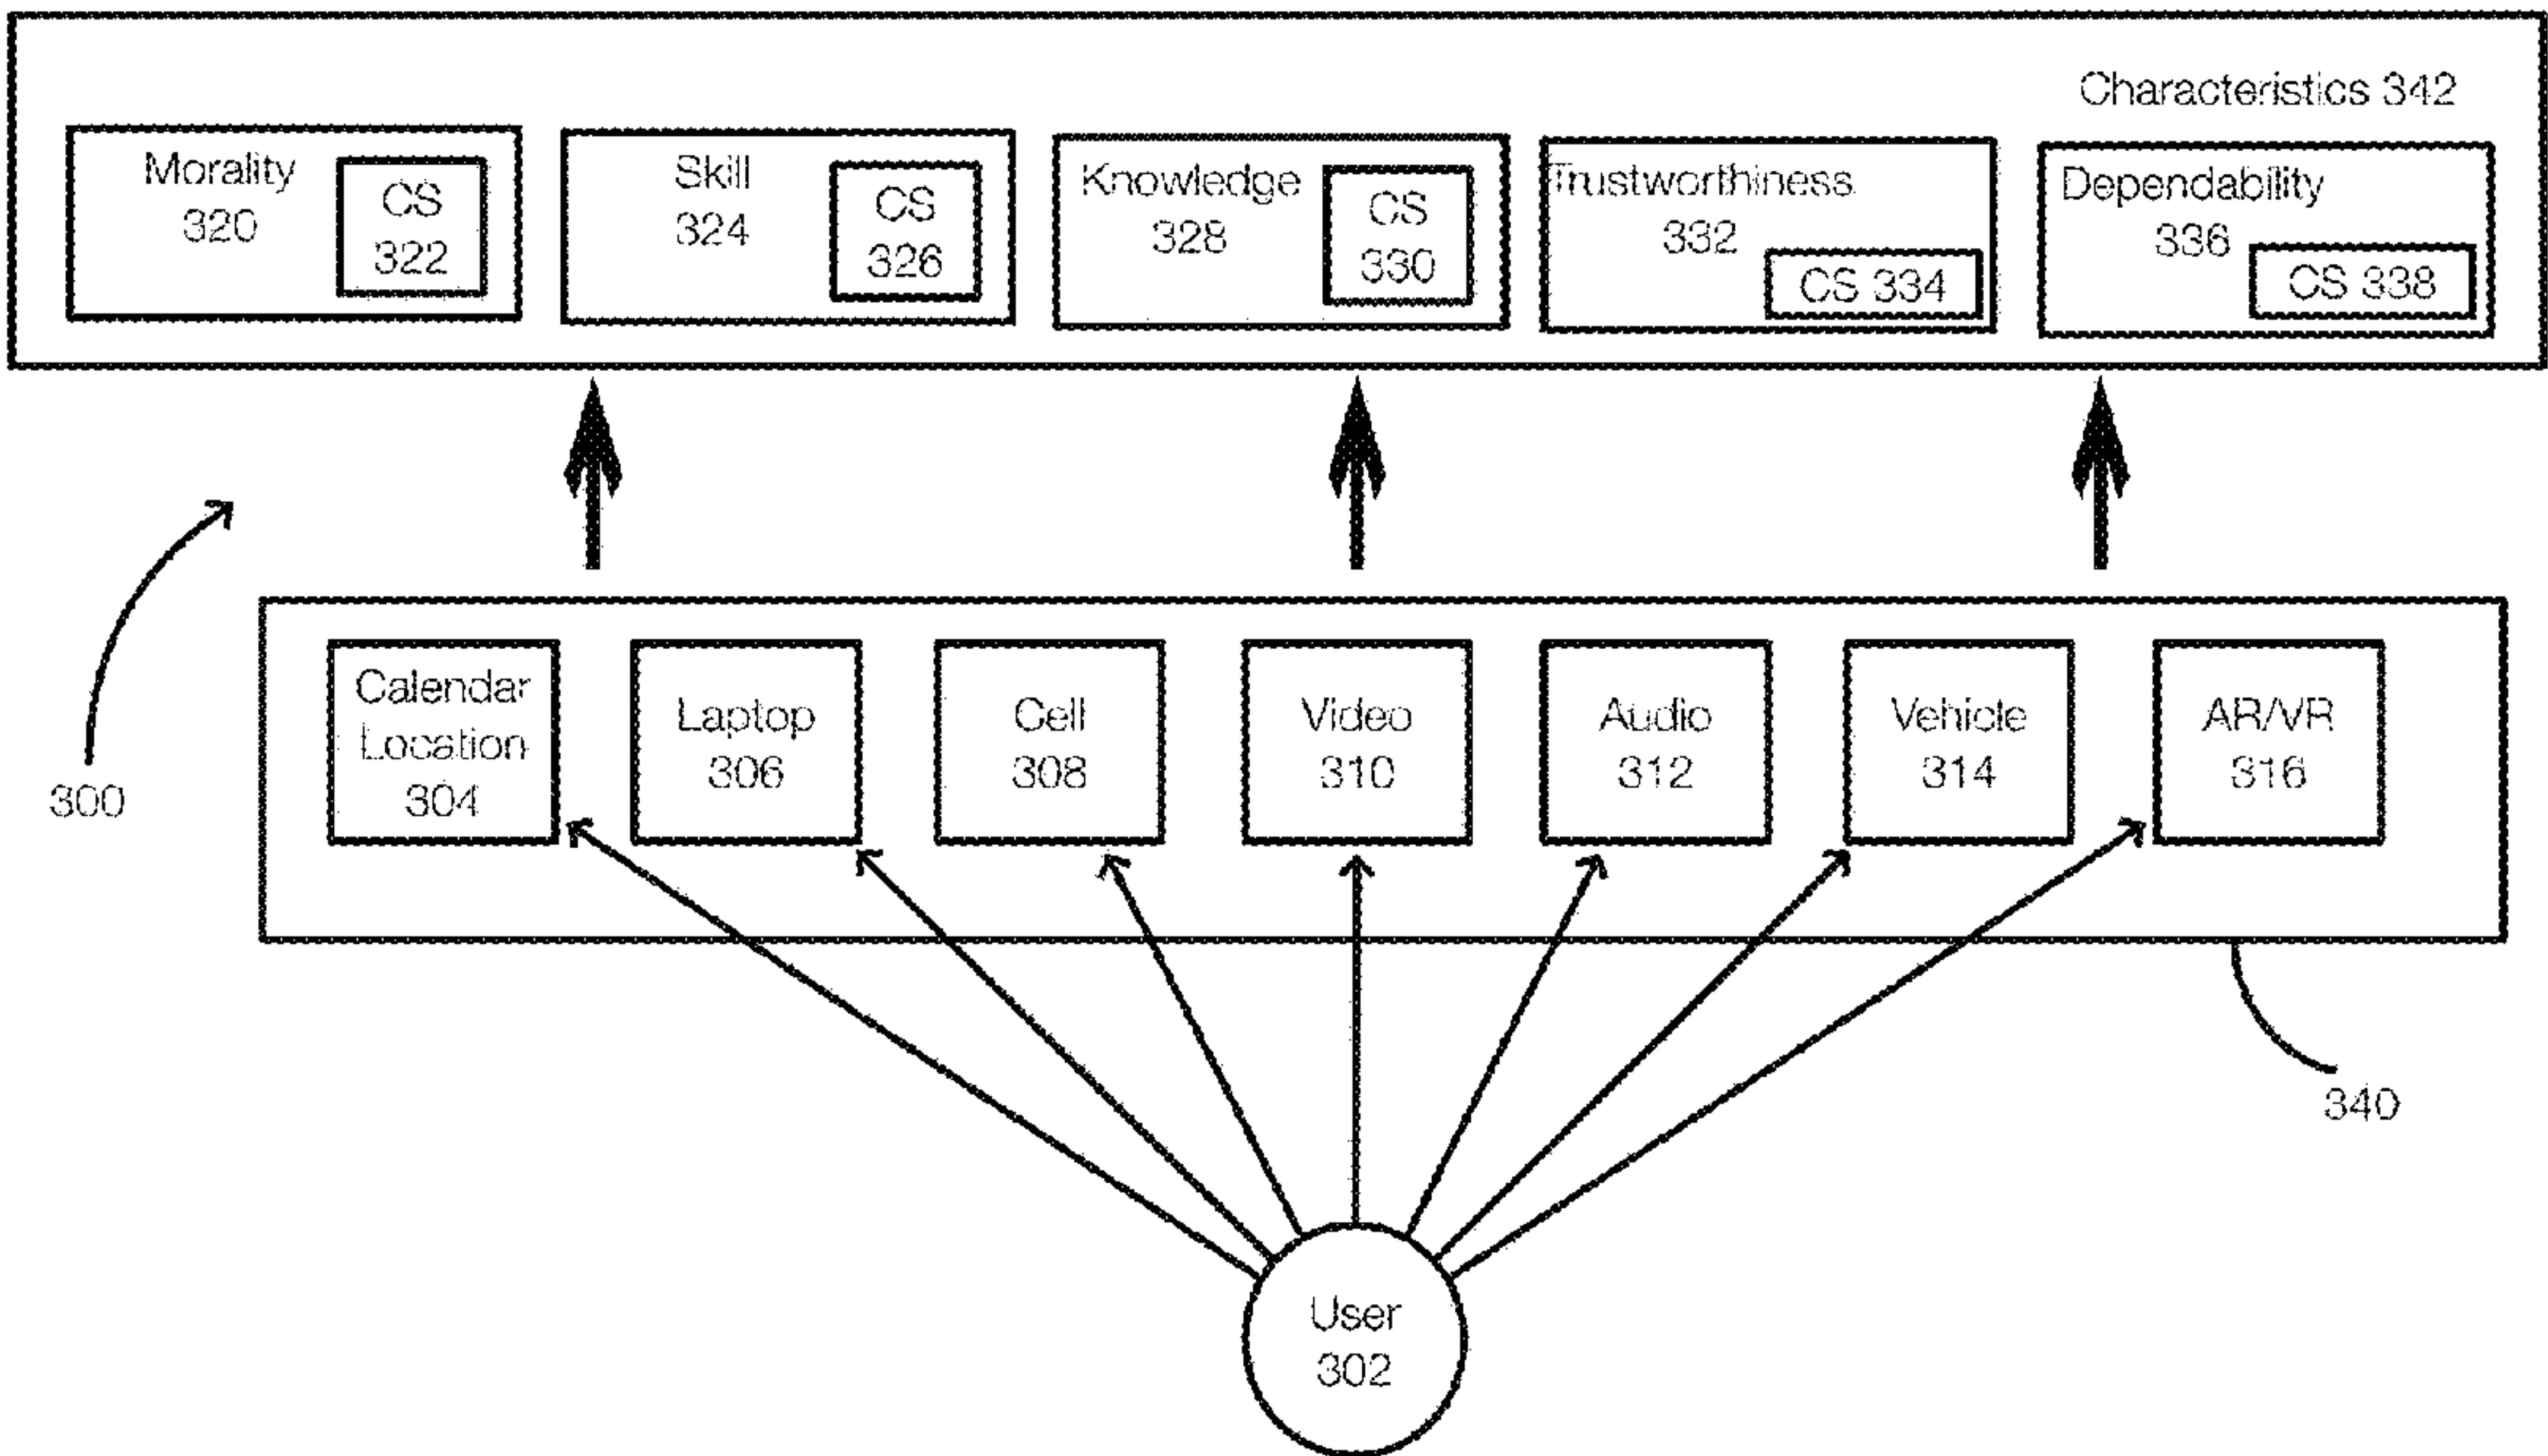 Characteristics 342
Morality
320
CS
322
Skill
324
CS
326
Knowledge
328
CS
330
Trustworthiness
332
CS 334
Dependability
336
CS 338
300
Calendar
Location
304
Laptop
306
Cell
308
Video
310
Audio
312
Vehicle
314
AR/VR
316
340
User
302